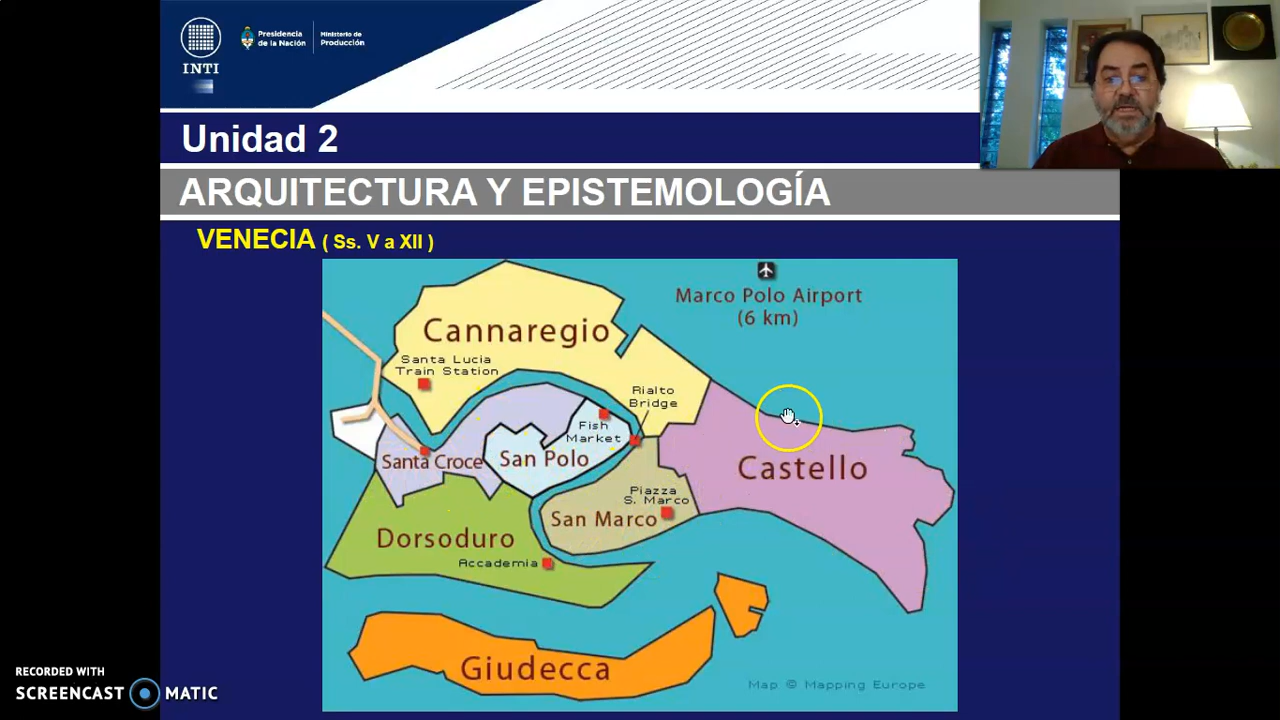 INTI
Presidencia
de la Nación
Ministerio de
Producción
Unidad 2
ARQUITECTURA Y EPISTEMOLOGÍA
VENECIA ( Ss. V a XII )
Marco Polo Airport
(6 km)
Cannaregio
Santa Lucia
Train Station
Rialto
Bridge
Fish
Market
Santa Croce
San Polo
Castello
Piazza
S. Marco
San Marco
Dorsoduro
Accademia
Giudecca
Map © Mapping Europe
RECORDED WITH
SCREENCAST MATIC